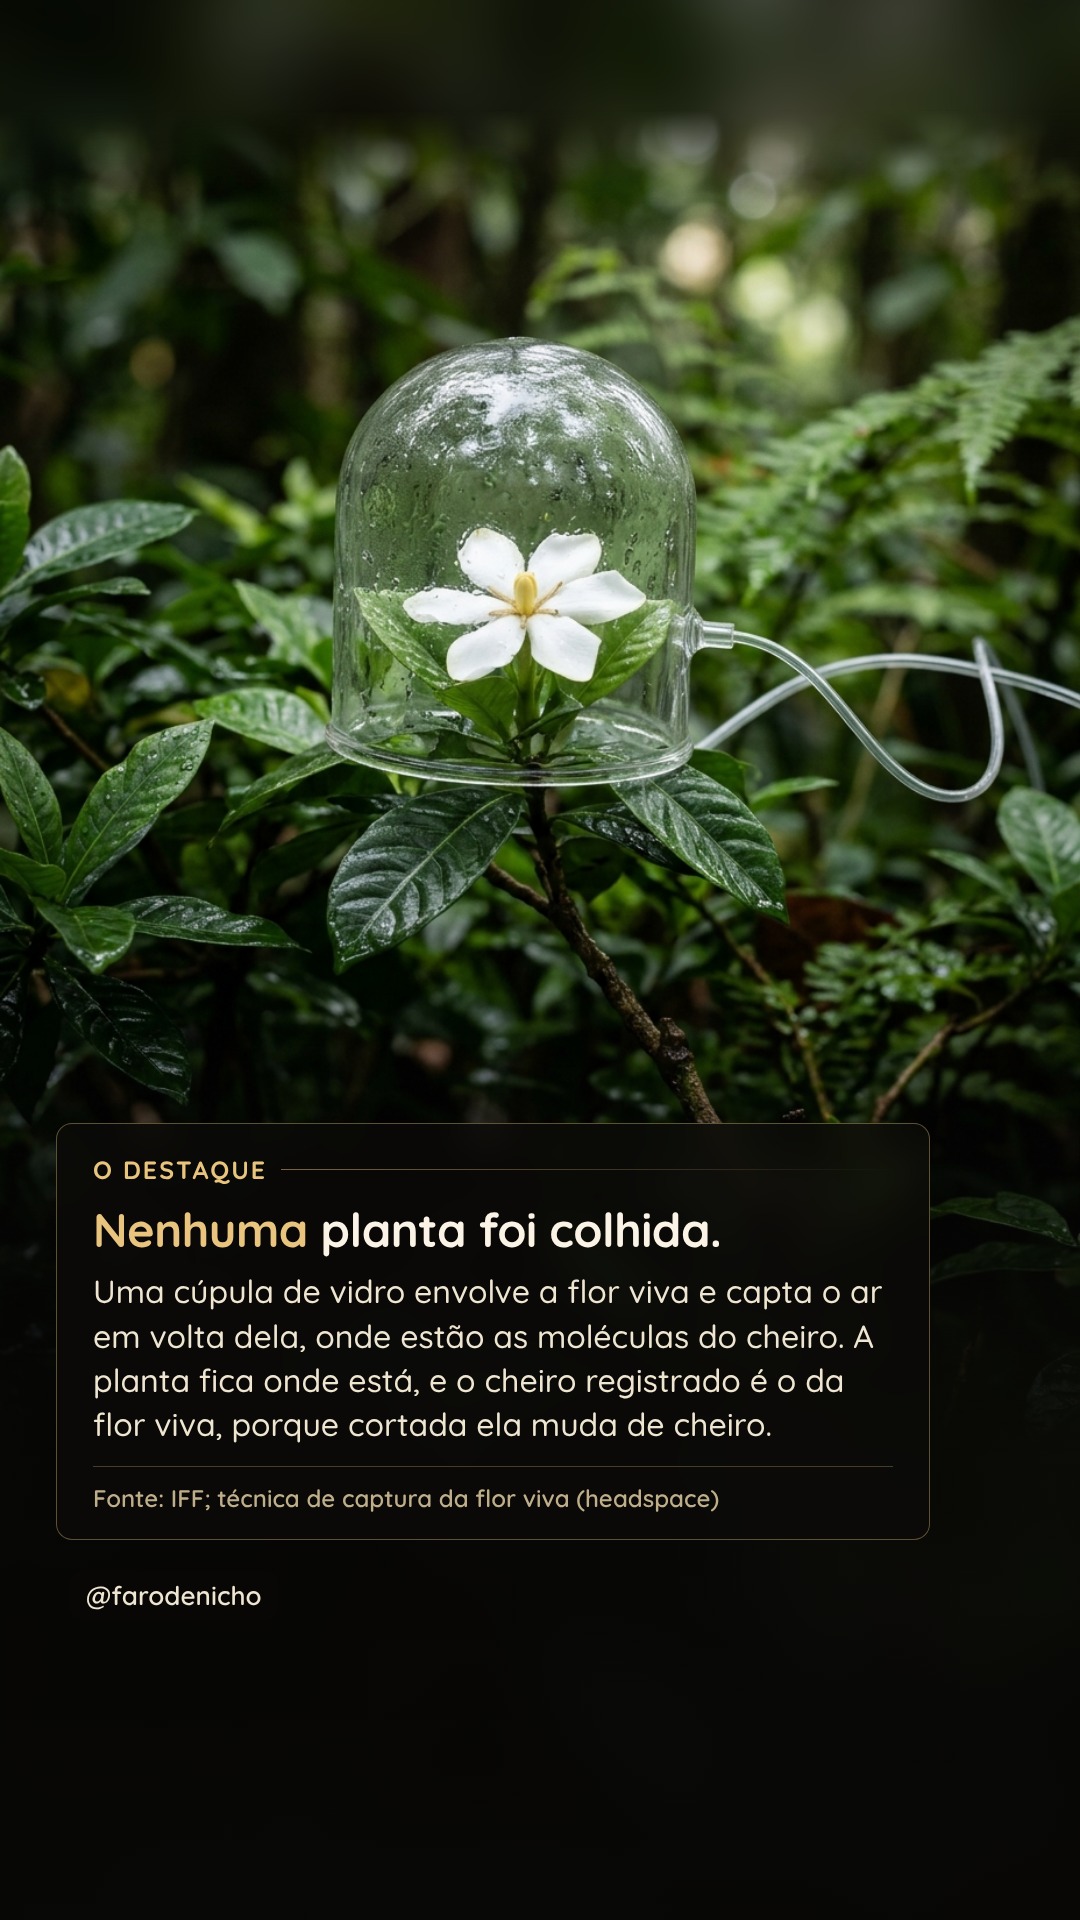 O DESTAQUE
Nenhuma planta foi colhida.
Uma cúpula de vidro envolve a flor viva e capta o ar
em volta dela, onde estão as moléculas do cheiro. A
planta fica onde está, e o cheiro registrado é o da
flor viva, porque cortada ela muda de cheiro.
Fonte: IFF; técnica de captura da flor viva (headspace)
@farodenicho